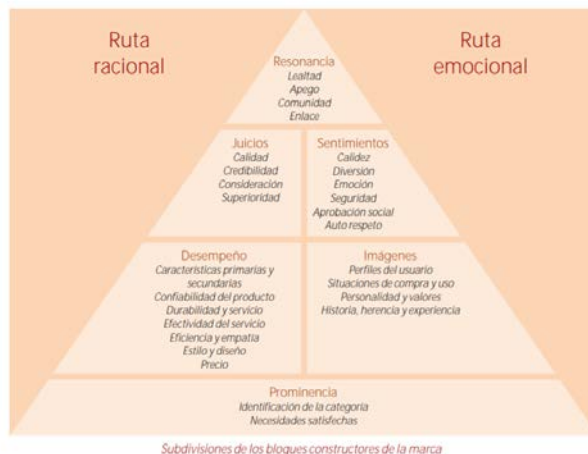 Ruta
racional
Ruta
emocional
Resonancia
Lealtad
Apego
Comunidad
Enlace
Juicios
Calidad
Credibilidad
Consideración
Superioridad
Sentimientos
Calidez
Diversión
Emoción
Seguridad
Aprobación social
Auto respeto
Desempeño
Características primarias y
secundarias
Confiabilidad del producto
Durabilidad y servicio
Efectividad del servicio
Eficiencia y empatía
Estilo y diseño
Precio
Imágenes
Perfiles del usuario
Situaciones de compra y uso
Personalidad y valores
Historia, herencia y experiencia
Prominencia
Identificación de la categoría
Necesidades satisfechas
Subdivisiones de los bloques constructores de la marca